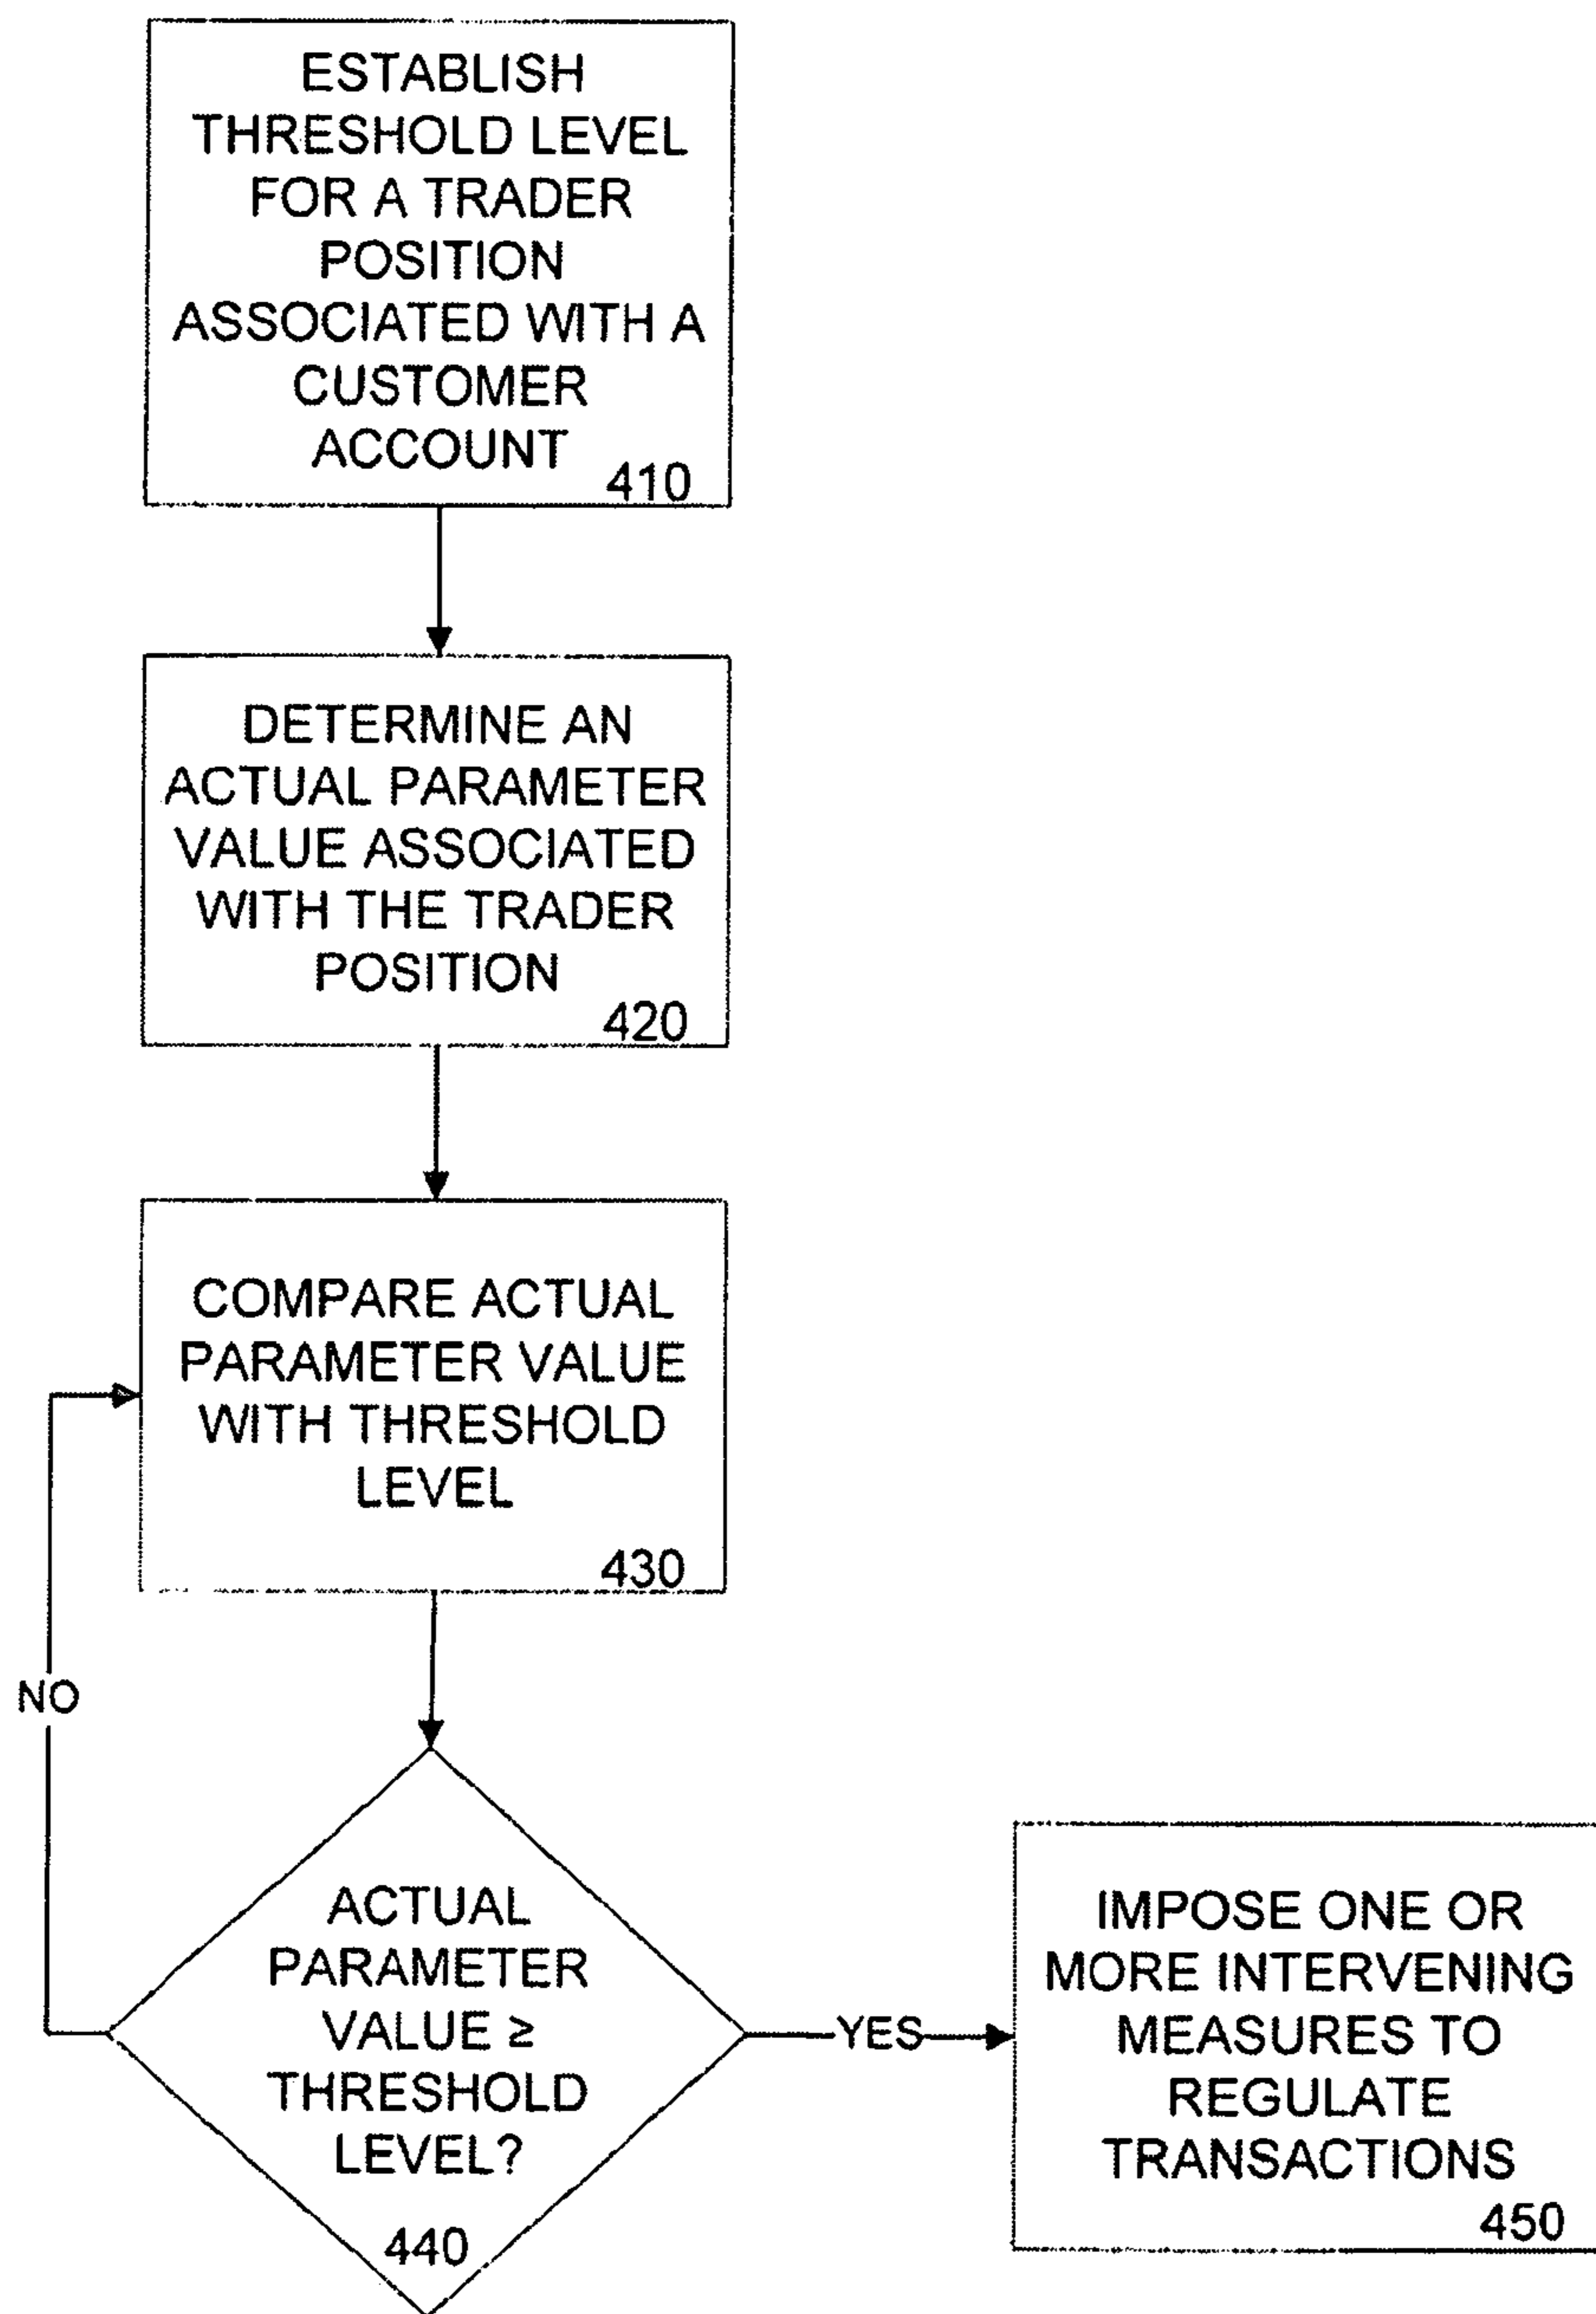 ESTABLISH
THRESHOLD LEVEL
FOR A TRADER
POSITION
ASSOCIATED WITH A
CUSTOMER
ACCOUNT
410
DETERMINE AN
ACTUAL PARAMETER
VALUE ASSOCIATED
WITH THE TRADER
POSITION
420
COMPARE ACTUAL
PARAMETER VALUE
WITH THRESHOLD
LEVEL
430
NO
ACTUAL
PARAMETER
VALUE ≥
THRESHOLD
LEVEL?
440
YES
IMPOSE ONE OR
MORE INTERVENING
MEASURES TO
REGULATE
TRANSACTIONS
450